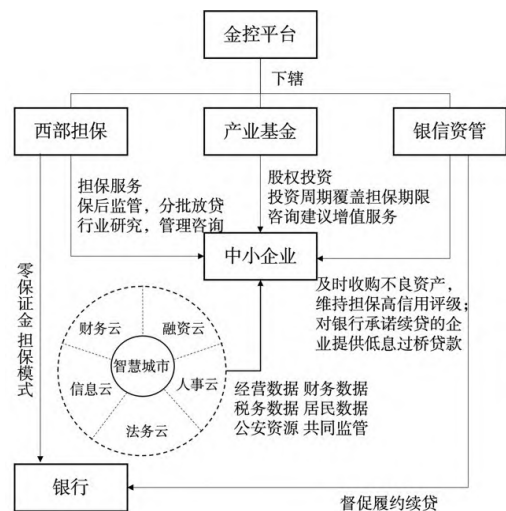 金控平台
下辖
西部担保
产业基金
银信资管
担保服务
保后监管，分批放贷
行业研究，管理咨询
股权投资
投资周期覆盖担保期限
咨询建议增值服务
中小企业
及时收购不良资产，
维持担保高信用评级；
对银行承诺续贷的企
业提供低息过桥贷款
零保证金担保模式
财务云
融资云
智慧城市
信息云
人事云
法务云
经营数据 财务数据
税务数据 居民数据
公安资源 共同监管
银行
督促履约续贷